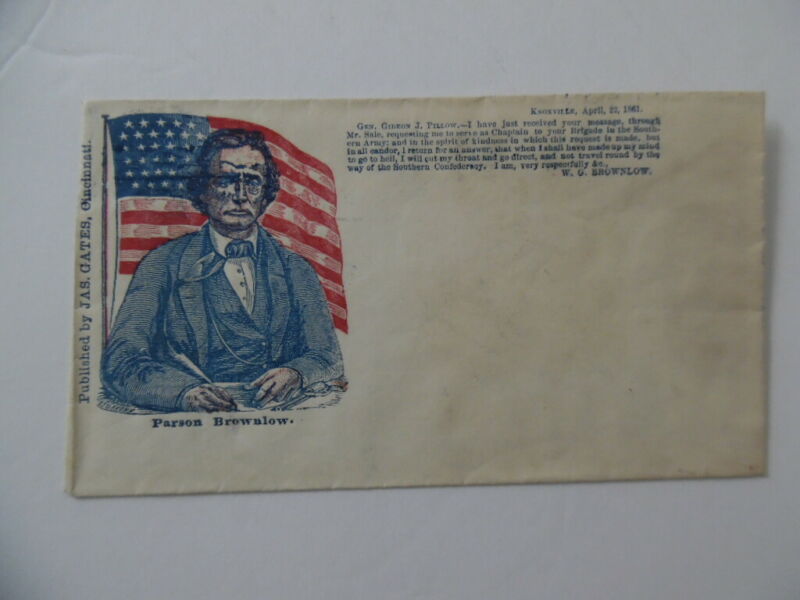 Published by JAS. GATES, Cincinnati.
KNOXVILLE, April, 22, 1861.
GEN. GIDEON J. PILLOW.—I have just received your message, through
Mr. Sale, requesting me to serve as Chaplain to your Brigade in the South-
ern Army; and in the spirit of kindness in which this request is made, but
in all candor, I return for an answer, that when I shall have made up my mind
to go to hell, I will cut my throat and go direct, and not travel round by the
way of the Southern Confederacy. I am, very respectfully &c.,
W. G. BROWNLOW.
Parson Brownlow.